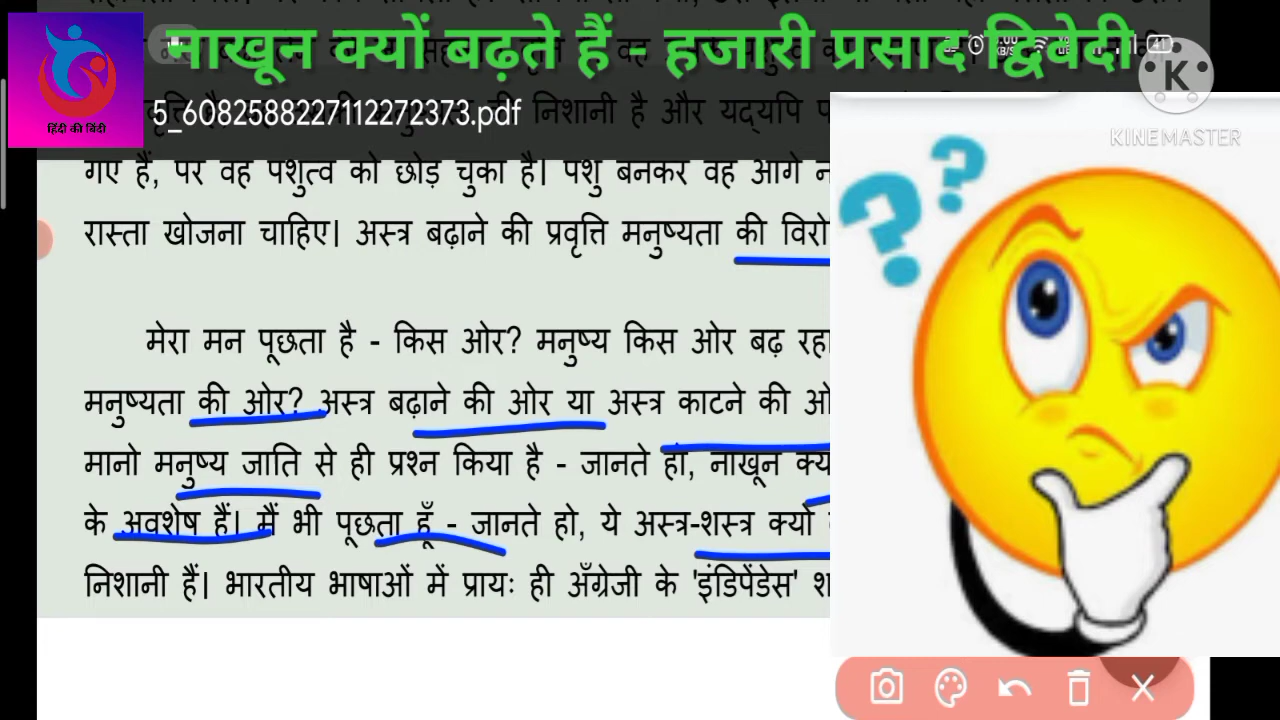 नाखून क्यों बढ़ते हैं - हजारी प्रसाद द्विवेदी
हिंदी की बिंदी
5_6082588227112272373.pdf
निशानी है और यद्यपि
K
KINEMASTER
गए हैं, पर वह पशुत्व को छोड़ चुका है। पशु बनकर वह आगे
रास्ता खोजना चाहिए। अस्त्र बढ़ाने की प्रवृत्ति मनुष्यता की
मेरा मन पूछता है - किस ओर? मनुष्य किस ओर बढ़
मनुष्यता की ओर? अस्त्र बढ़ाने की ओर या अस्त्र काटने की
मानो मनुष्य जाति से ही प्रश्न किया है - जानते हो, नाखून
के अवशेष हैं। मैं भी पूछता हूँ - जानते हो, ये अस्त्र-शस्त्र क्यों
निशानी हैं। भारतीय भाषाओं में प्रायः ही अँग्रेजी के 'इंडिपेंडेस'